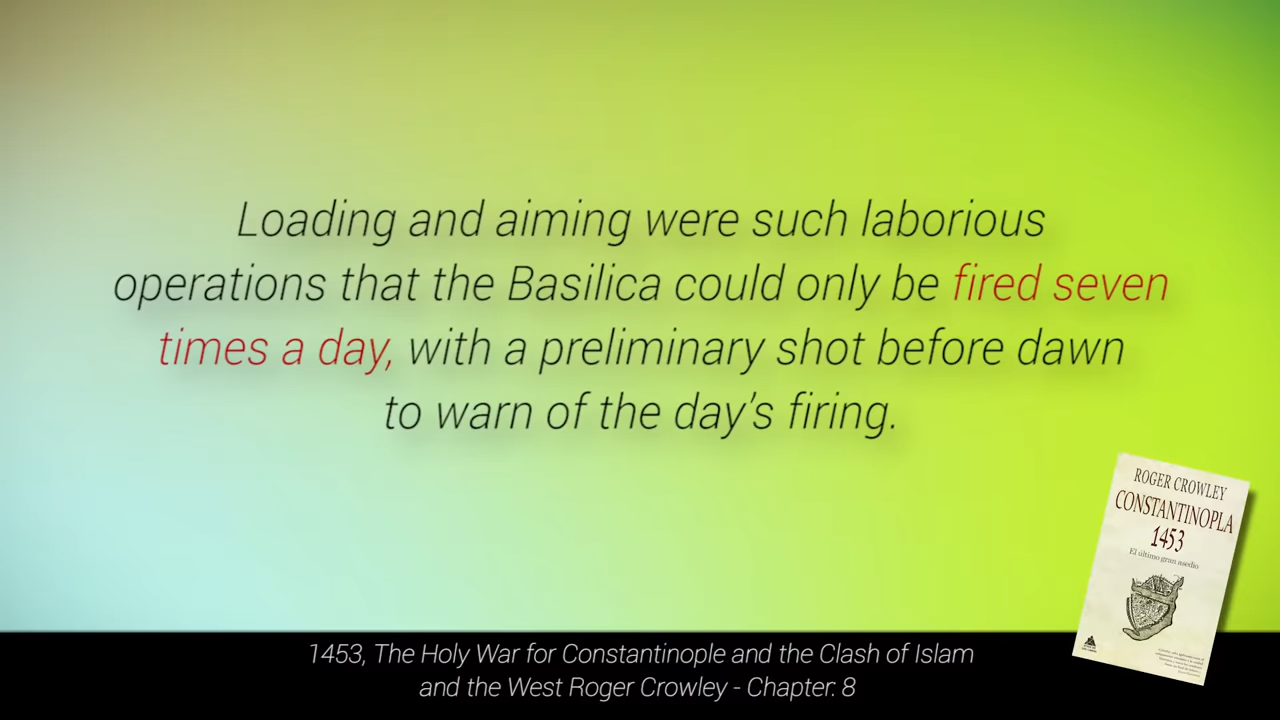 Loading and aiming were such laborious
operations that the Basilica could only be fired seven
times a day, with a preliminary shot before dawn
to warn of the day's firing.
ROGER CROWLEY
CONSTANTINOPLA
1453
El último gran asedio
1453, The Holy War for Constantinople and the Clash of Islam
and the West Roger Crowley - Chapter: 8